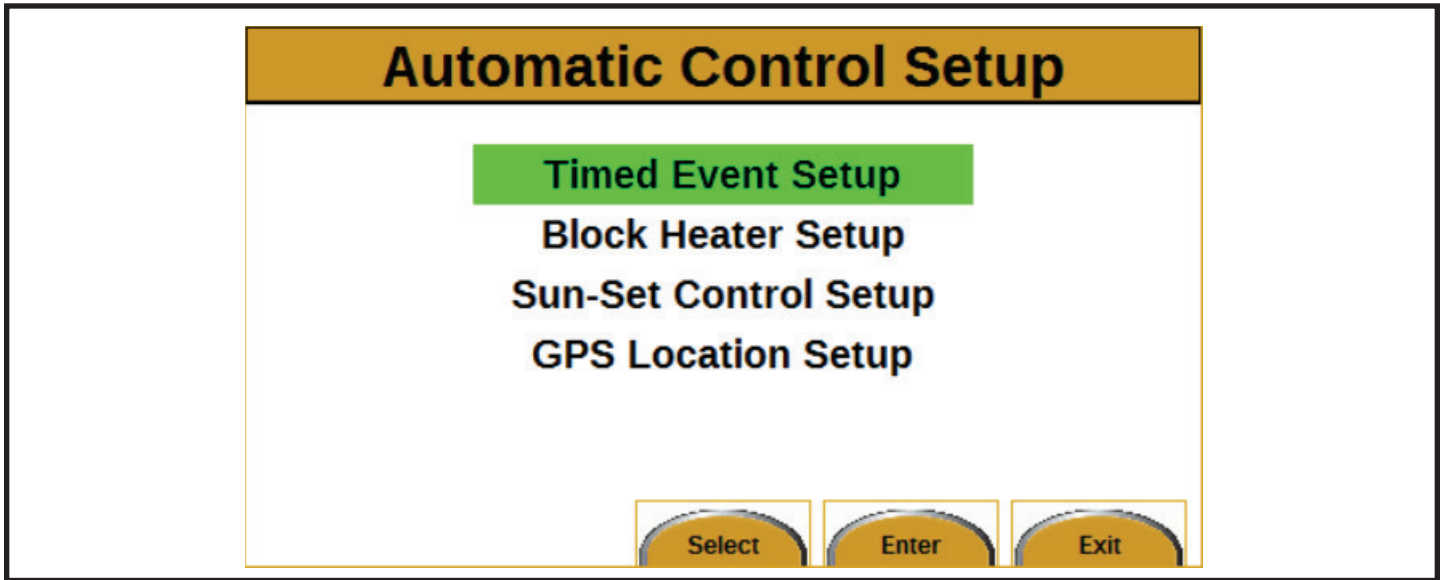 Automatic Control Setup
Timed Event Setup
Block Heater Setup
Sun-Set Control Setup
GPS Location Setup
Select Enter Exit